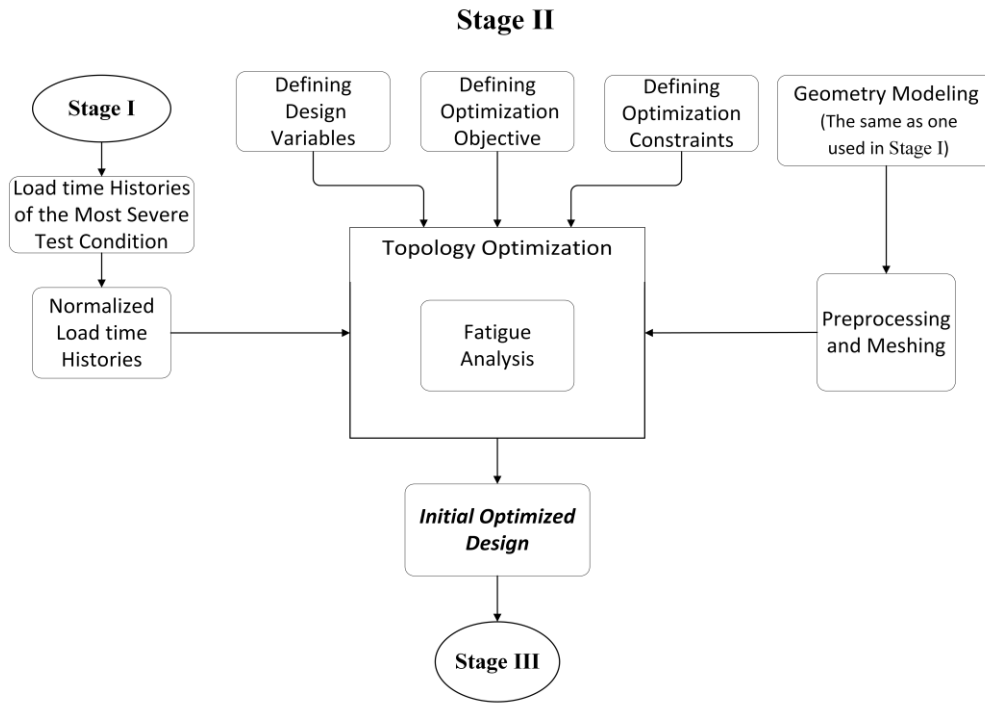 Stage II
Stage I
Load time Histories
of the Most Severe
Test Condition
Normalized
Load time
Histories
Defining
Design
Variables
Defining
Optimization
Objective
Defining
Optimization
Constraints
Geometry Modeling
(The same as one
used in Stage I)
Preprocessing
and Meshing
Topology Optimization
Fatigue
Analysis
Initial Optimized
Design
Stage III